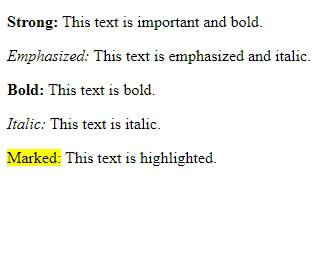 Strong: This text is important and bold.
Emphasized: This text is emphasized and italic.
Bold: This text is bold.
Italic: This text is italic.
Marked: This text is highlighted.